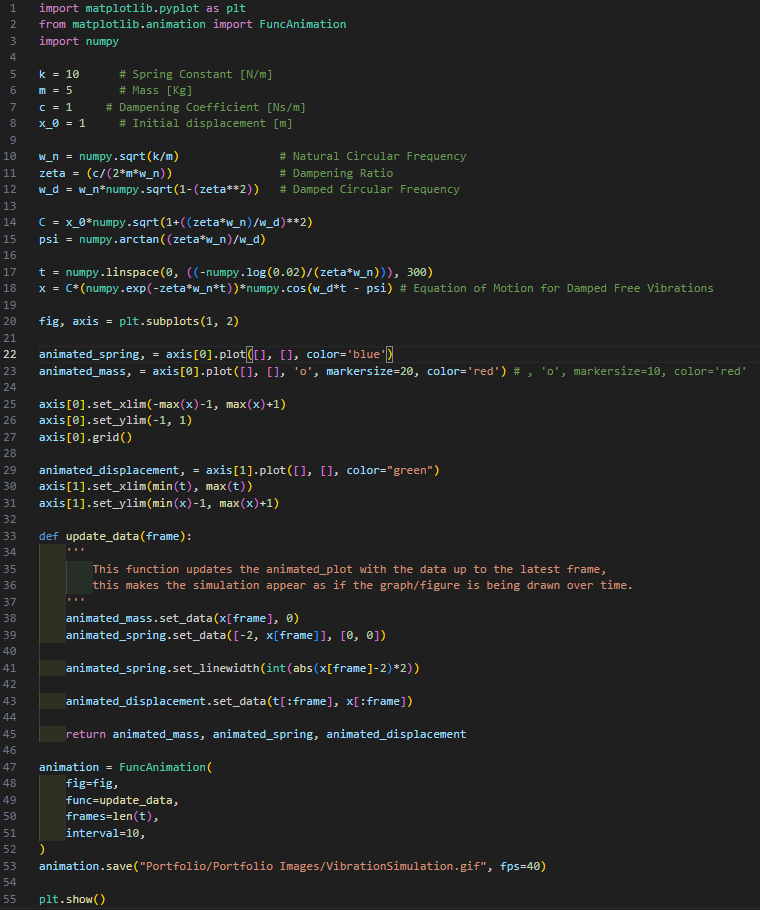 1 import matplotlib.pyplot as plt
2 from matplotlib.animation import FuncAnimation
3 import numpy
4
5 k = 10      # Spring Constant [N/m]
6 m = 5       # Mass [Kg]
7 c = 1     # Dampening Coefficient [Ns/m]
8 x_0 = 1     # Initial displacement [m]
9
10 w_n = numpy.sqrt(k/m)               # Natural Circular Frequency
11 zeta = (c/(2*m*w_n))                # Dampening Ratio
12 w_d = w_n*numpy.sqrt(1-(zeta**2))   # Damped Circular Frequency
13
14 C = x_0*numpy.sqrt(1+((zeta*w_n)/w_d)**2)
15 psi = numpy.arctan((zeta*w_n)/w_d)
16
17 t = numpy.linspace(0, ((-numpy.log(0.02)/(zeta*w_n))), 300)
18 x = C*(numpy.exp(-zeta*w_n*t))*numpy.cos(w_d*t - psi) # Equation of Motion for Damped Free Vibrations
19
20 fig, axis = plt.subplots(1, 2)
21
22 animated_spring, = axis[0].plot([], [], color='blue')
23 animated_mass, = axis[0].plot([], [], 'o', markersize=20, color='red') # , 'o', markersize=10, color='red'
24
25 axis[0].set_xlim(-max(x)-1, max(x)+1)
26 axis[0].set_ylim(-1, 1)
27 axis[0].grid()
28
29 animated_displacement, = axis[1].plot([], [], color="green")
30 axis[1].set_xlim(min(t), max(t))
31 axis[1].set_ylim(min(x)-1, max(x)+1)
32
33 def update_data(frame):
34     '''
35         This function updates the animated_plot with the data up to the latest frame,
36         this makes the simulation appear as if the graph/figure is being drawn over time.
37     '''
38     animated_mass.set_data(x[frame], 0)
39     animated_spring.set_data([-2, x[frame]], [0, 0])
40
41     animated_spring.set_linewidth(int(abs(x[frame]-2)*2))
42
43     animated_displacement.set_data(t[:frame], x[:frame])
44
45     return animated_mass, animated_spring, animated_displacement
46
47 animation = FuncAnimation(
48     fig=fig,
49     func=update_data,
50     frames=len(t),
51     interval=10,
52 )
53 animation.save("Portfolio/Portfolio Images/VibrationSimulation.gif", fps=40)
54
55 plt.show()